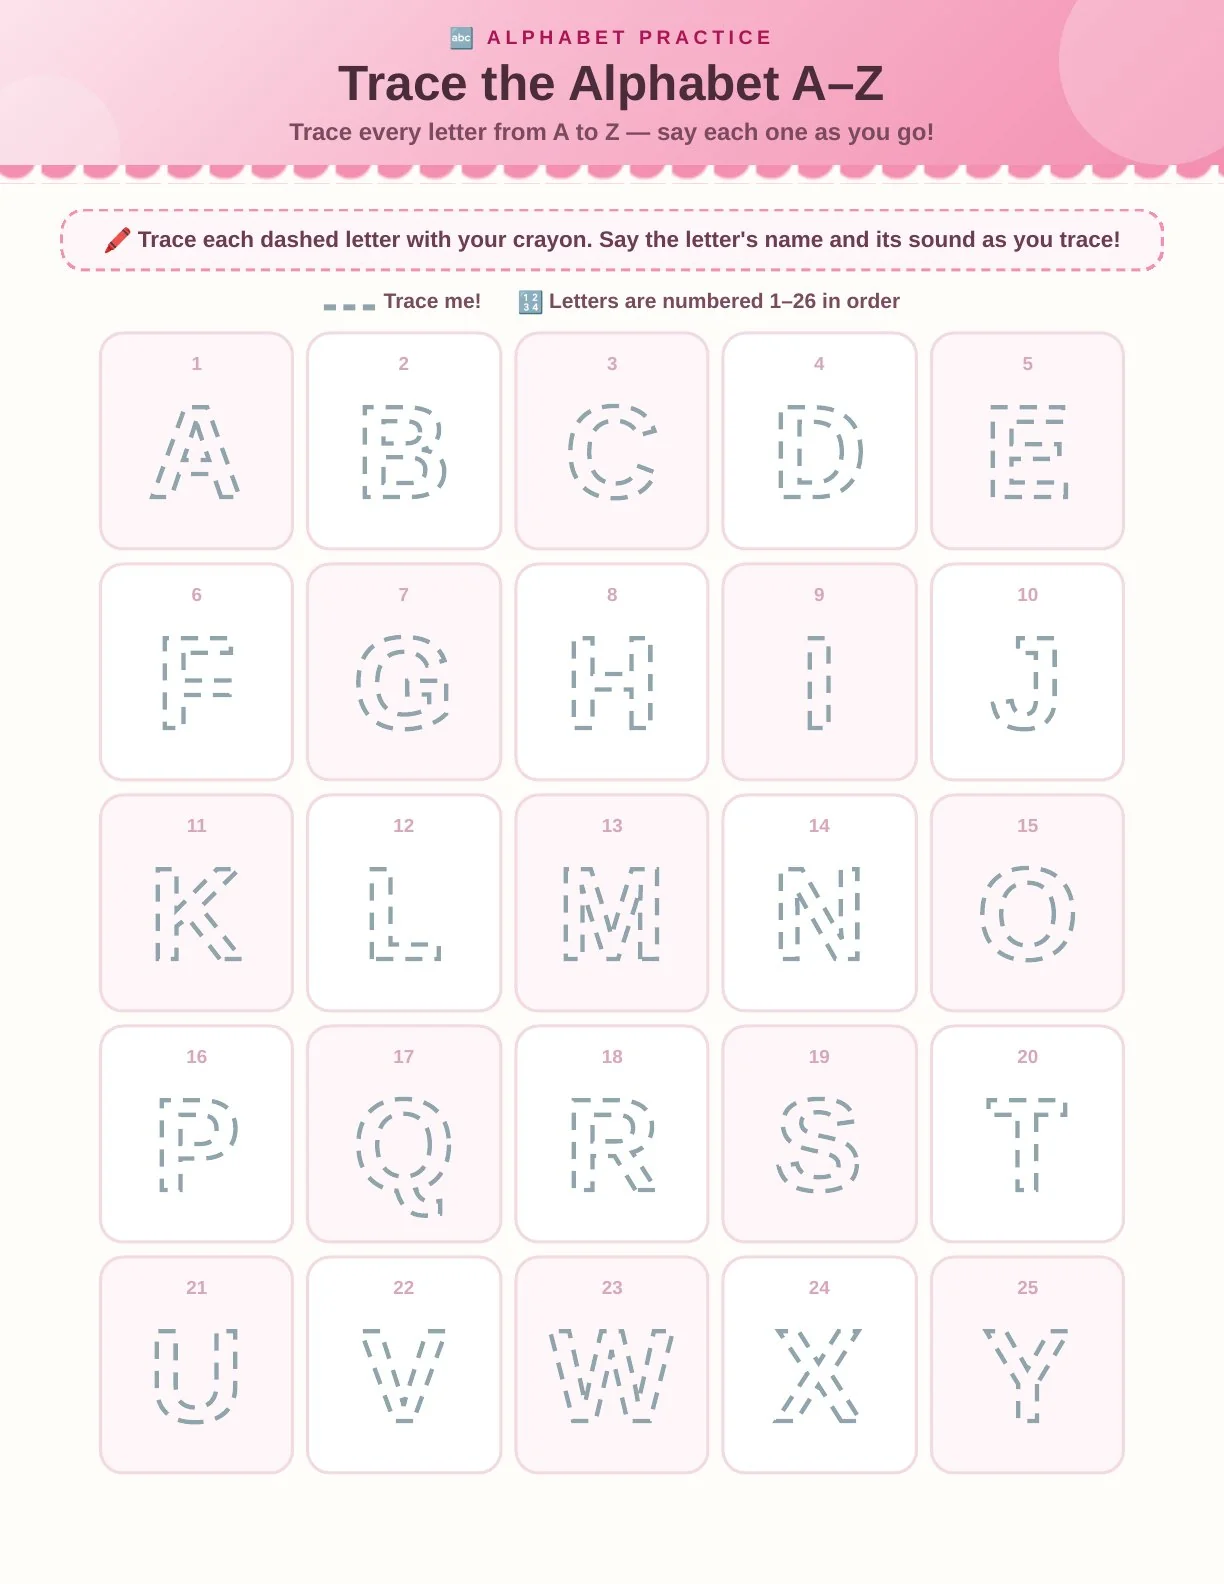 ALPHABET PRACTICE
Trace the Alphabet A–Z
Trace every letter from A to Z — say each one as you go!
Trace each dashed letter with your crayon. Say the letter's name and its sound as you trace!
Trace me! Letters are numbered 1–26 in order
1 2 3 4 5
A B C D E
6 7 8 9 10
F G H I J
11 12 13 14 15
K L M N O
16 17 18 19 20
P Q R S T
21 22 23 24 25
U V W X Y